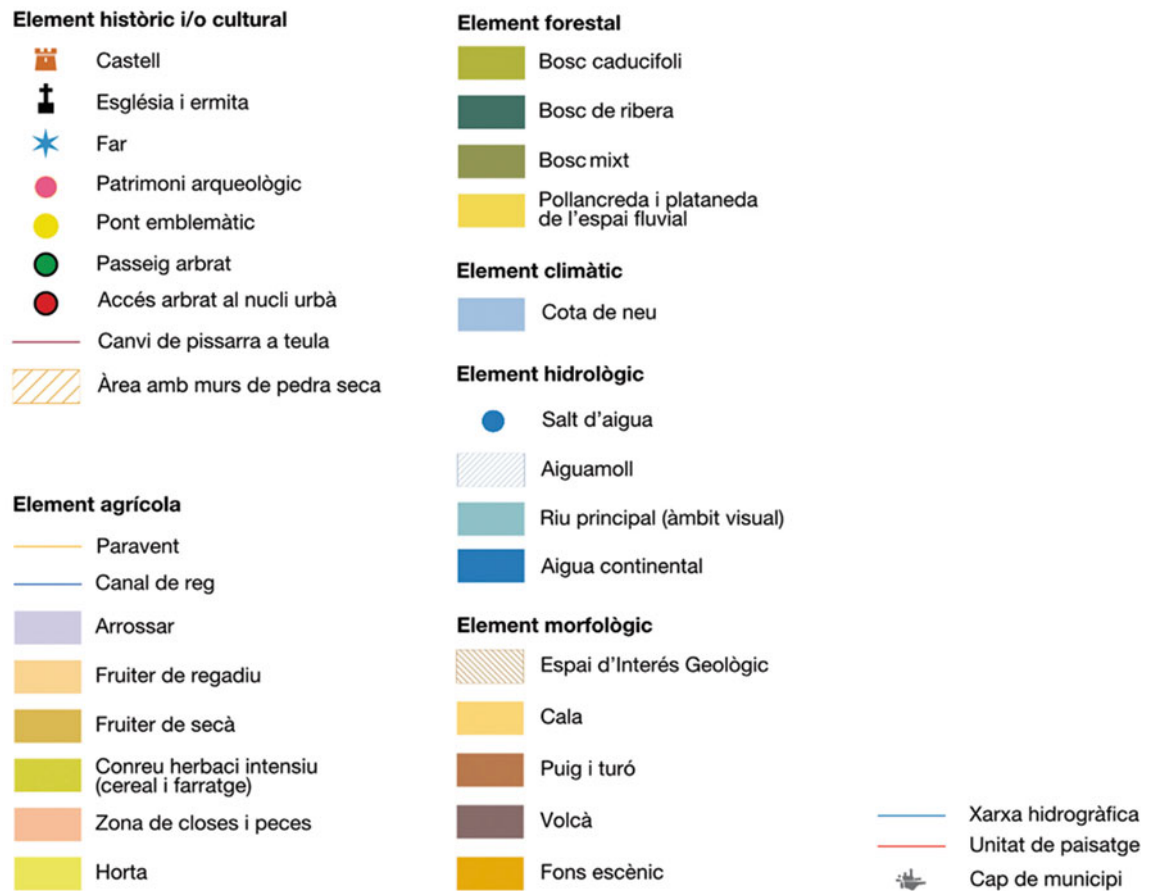 Element històric i/o cultural
Castell
Església i ermita
Far
Patrimoni arqueològic
Pont emblemàtic
Passeig arbrat
Accés arbrat al nucli urbà
Canvi de pissarra a teula
Àrea amb murs de pedra seca
Element agrícola
Paravent
Canal de reg
Arrossar
Fruiter de regadiu
Fruiter de secà
Conreu herbaci intensiu
(cereal i farratge)
Zona de closes i peces
Horta
Element forestal
Bosc caducifoli
Bosc de ribera
Bosc mixt
Pollancreda i plataneda
de l'espai fluvial
Element climàtic
Cota de neu
Element hidrològic
Salt d'aigua
Aiguamoll
Riu principal (àmbit visual)
Aigua continental
Element morfològic
Espai d'Interés Geològic
Cala
Puig i turó
Volcà
Fons escènic
Xarxa hidrogràfica
Unitat de paisatge
Cap de municipi